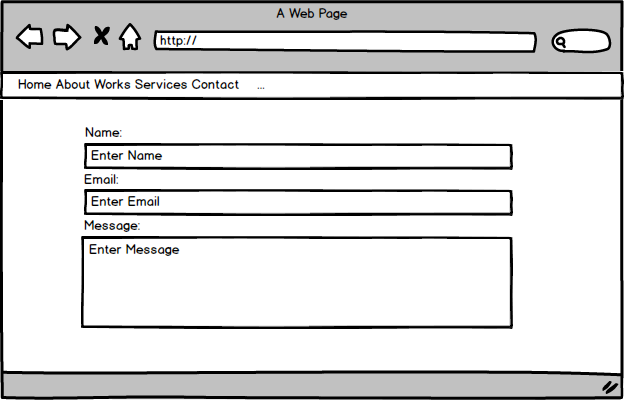 A Web Page
http://
Home About Works Services Contact ...
Name:
Enter Name
Email:
Enter Email
Message:
Enter Message